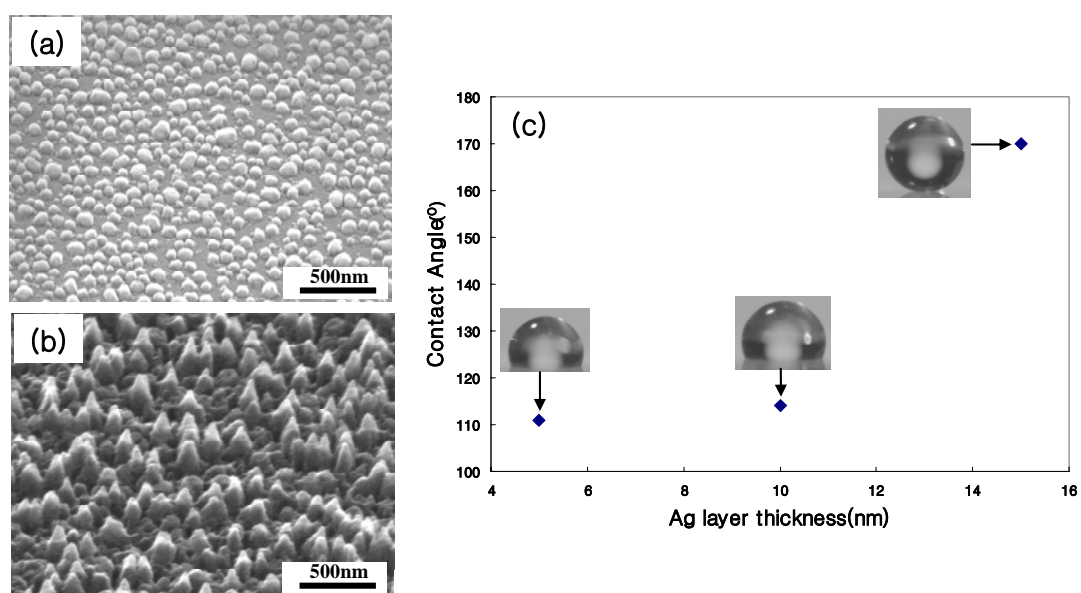 (a)
500nm
(b)
500nm
(c)
Contact Angle(º)
180
170
160
150
140
130
120
110
100
4 6 8 10 12 14 16
Ag layer thickness(nm)